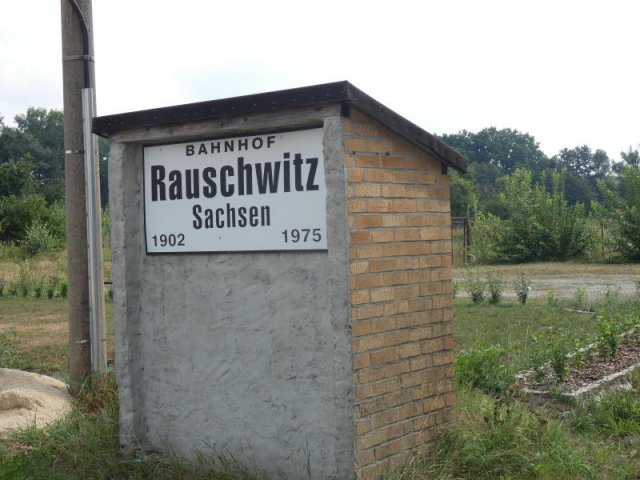 BAHNHOF
Rauschwitz
Sachsen
1902 1975